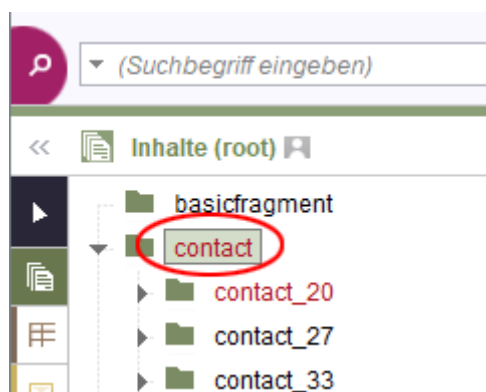 (Suchbegriff eingeben)
Inhalte (root)
basicfragment
contact
contact_20
contact_27
contact_33